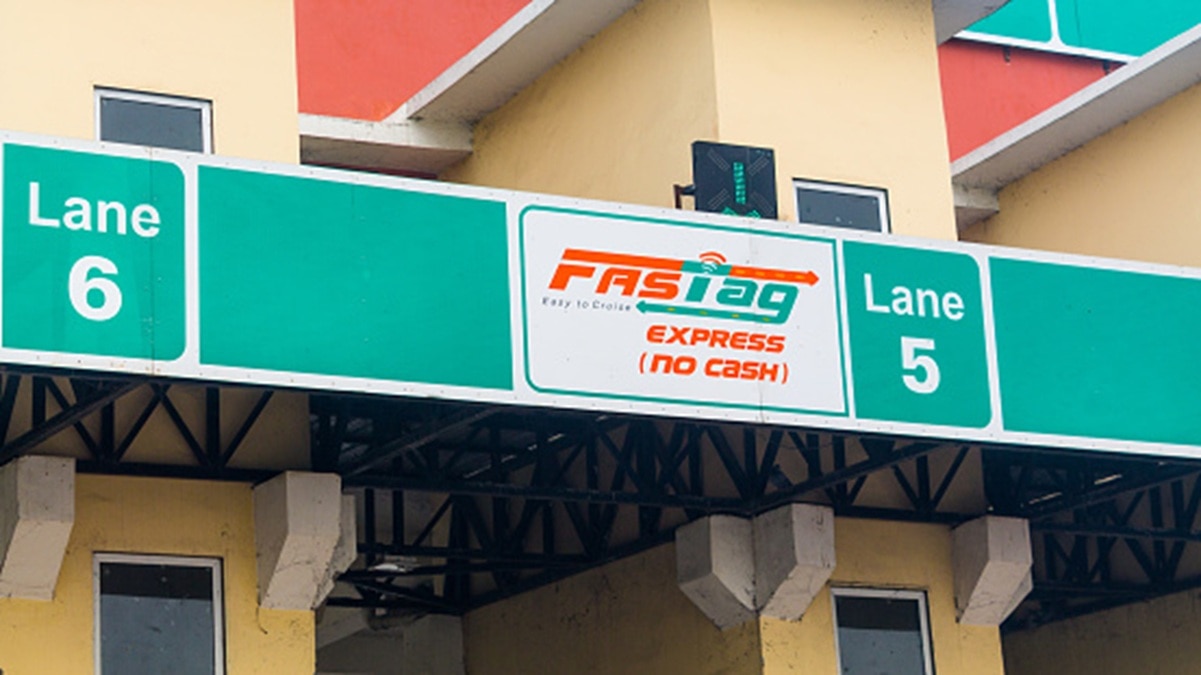 Lane
6
FASTag
Easy to Cruise
EXPRESS
(NO CASH)
Lane
5